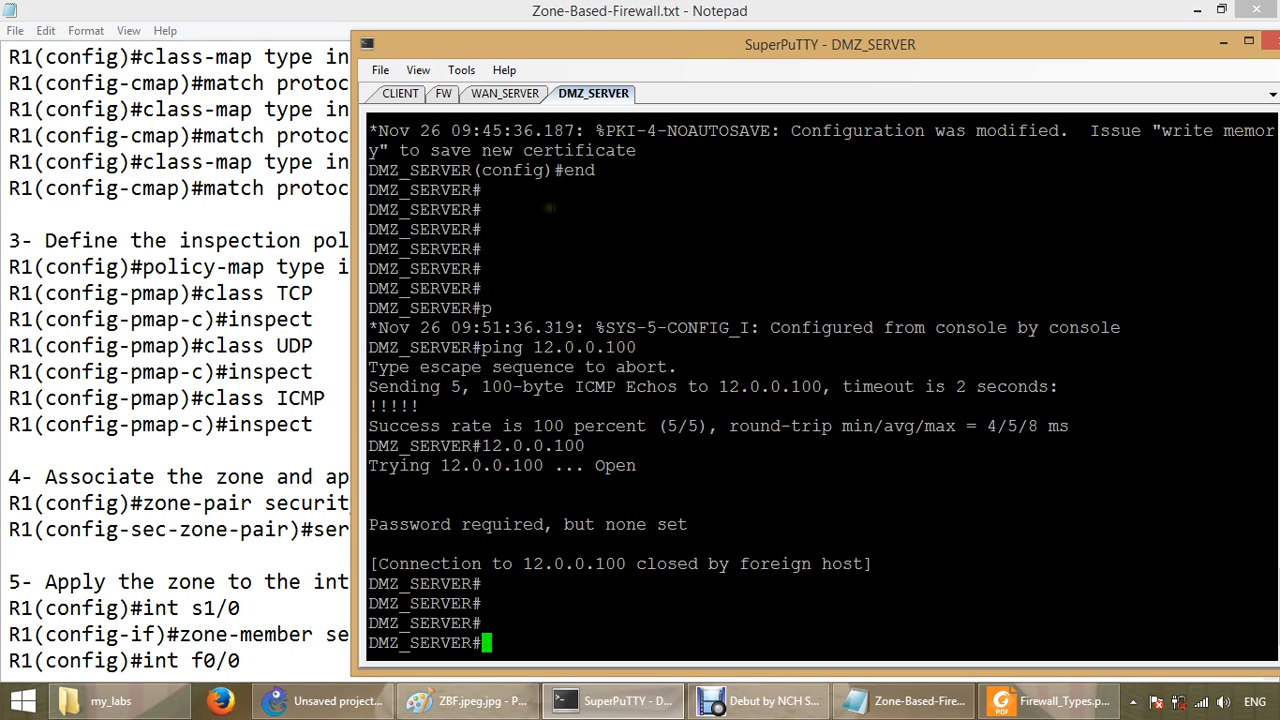 Zone-Based-Firewall.txt - Notepad
File Edit Format View Help
R1(config)#class-map type in
R1(config-cmap)#match protoc
R1(config)#class-map type in
R1(config-cmap)#match protoc
R1(config)#class-map type in
R1(config-cmap)#match protoc
3- Define the inspection pol
R1(config)#policy-map type i
R1(config-pmap)#class TCP
R1(config-pmap-c)#inspect
R1(config-pmap)#class UDP
R1(config-pmap-c)#inspect
R1(config-pmap)#class ICMP
R1(config-pmap-c)#inspect
4- Associate the zone and ap
R1(config)#zone-pair securit
R1(config-sec-zone-pair)#ser
5- Apply the zone to the int
R1(config)#int s1/0
R1(config-if)#zone-member se
R1(config)#int f0/0
SuperPuTTY - DMZ_SERVER
File View Tools Help
CLIENT FW WAN_SERVER DMZ_SERVER
*Nov 26 09:45:36.187: %PKI-4-NOAUTOSAVE: Configuration was modified.  Issue "write memor
y" to save new certificate
DMZ_SERVER(config)#end
DMZ_SERVER#
DMZ_SERVER#
DMZ_SERVER#
DMZ_SERVER#
DMZ_SERVER#
DMZ_SERVER#
DMZ_SERVER#p
*Nov 26 09:51:36.319: %SYS-5-CONFIG_I: Configured from console by console
DMZ_SERVER#ping 12.0.0.100
Type escape sequence to abort.
Sending 5, 100-byte ICMP Echos to 12.0.0.100, timeout is 2 seconds:
!!!!!
Success rate is 100 percent (5/5), round-trip min/avg/max = 4/5/8 ms
DMZ_SERVER#12.0.0.100
Trying 12.0.0.100 ... Open
Password required, but none set
[Connection to 12.0.0.100 closed by foreign host]
DMZ_SERVER#
DMZ_SERVER#
DMZ_SERVER#
DMZ_SERVER#
my_labs
Unsaved project...
ZBF.jpeg.jpg - P...
SuperPuTTY - D...
Debut by NCH S...
Zone-Based-Fire...
PDF
Firewall_Types.p...
ENG